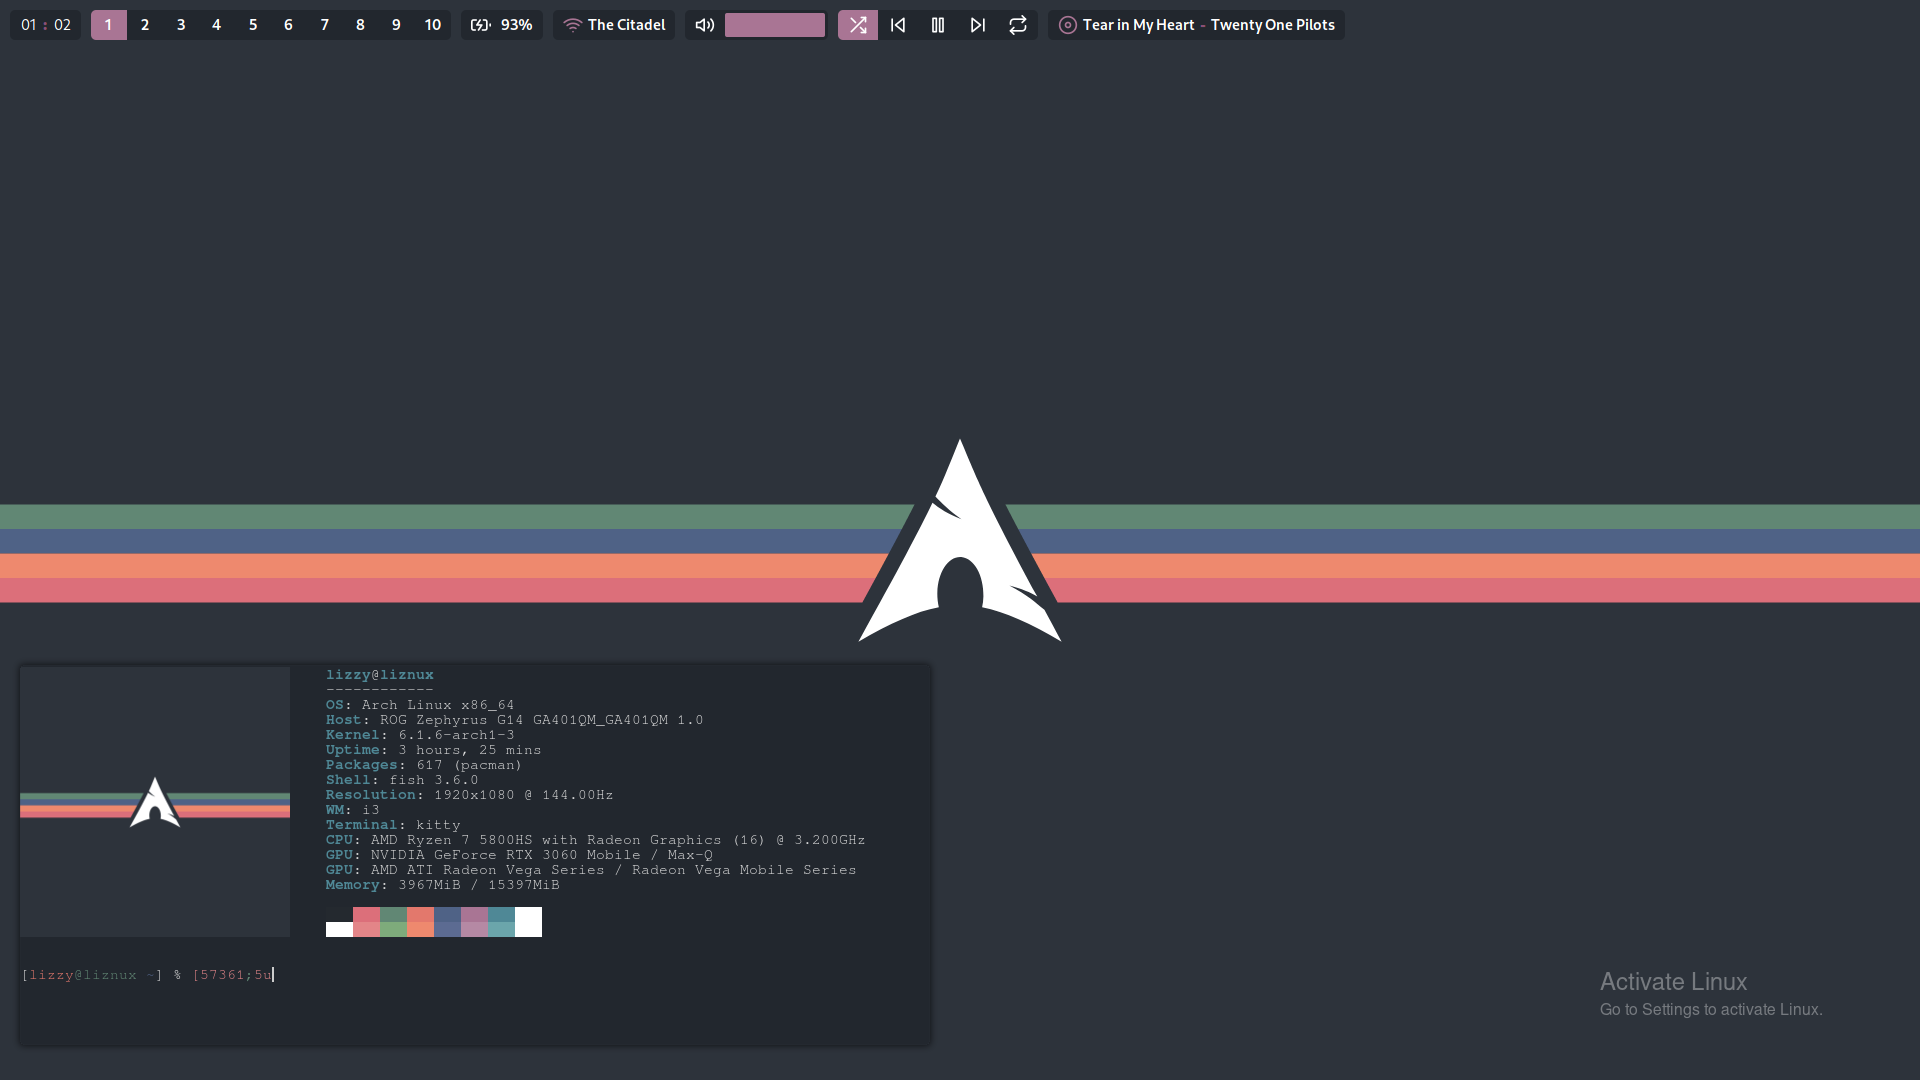 01 : 02 1 2 3 4 5 6 7 8 9 10 93% The Citadel Tear in My Heart - Twenty One Pilots
lizzy@liznux
------------
OS: Arch Linux x86_64
Host: ROG Zephyrus G14 GA401QM_GA401QM 1.0
Kernel: 6.1.6-arch1-3
Uptime: 3 hours, 25 mins
Packages: 617 (pacman)
Shell: fish 3.6.0
Resolution: 1920x1080 @ 144.00Hz
WM: i3
Terminal: kitty
CPU: AMD Ryzen 7 5800HS with Radeon Graphics (16) @ 3.200GHz
GPU: NVIDIA GeForce RTX 3060 Mobile / Max-Q
GPU: AMD ATI Radeon Vega Series / Radeon Vega Mobile Series
Memory: 3967MiB / 15397MiB
[lizzy@liznux ~] % [57361;5u
Activate Linux
Go to Settings to activate Linux.